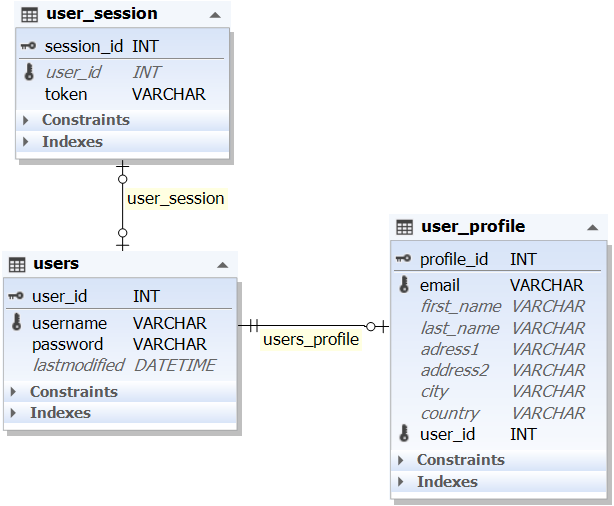 user_session
session_id INT
user_id INT
token VARCHAR
Constraints
Indexes
user_session
users
user_id INT
username VARCHAR
password VARCHAR
lastmodified DATETIME
Constraints
Indexes
users_profile
user_profile
profile_id INT
email VARCHAR
first_name VARCHAR
last_name VARCHAR
adress1 VARCHAR
address2 VARCHAR
city VARCHAR
country VARCHAR
user_id INT
Constraints
Indexes